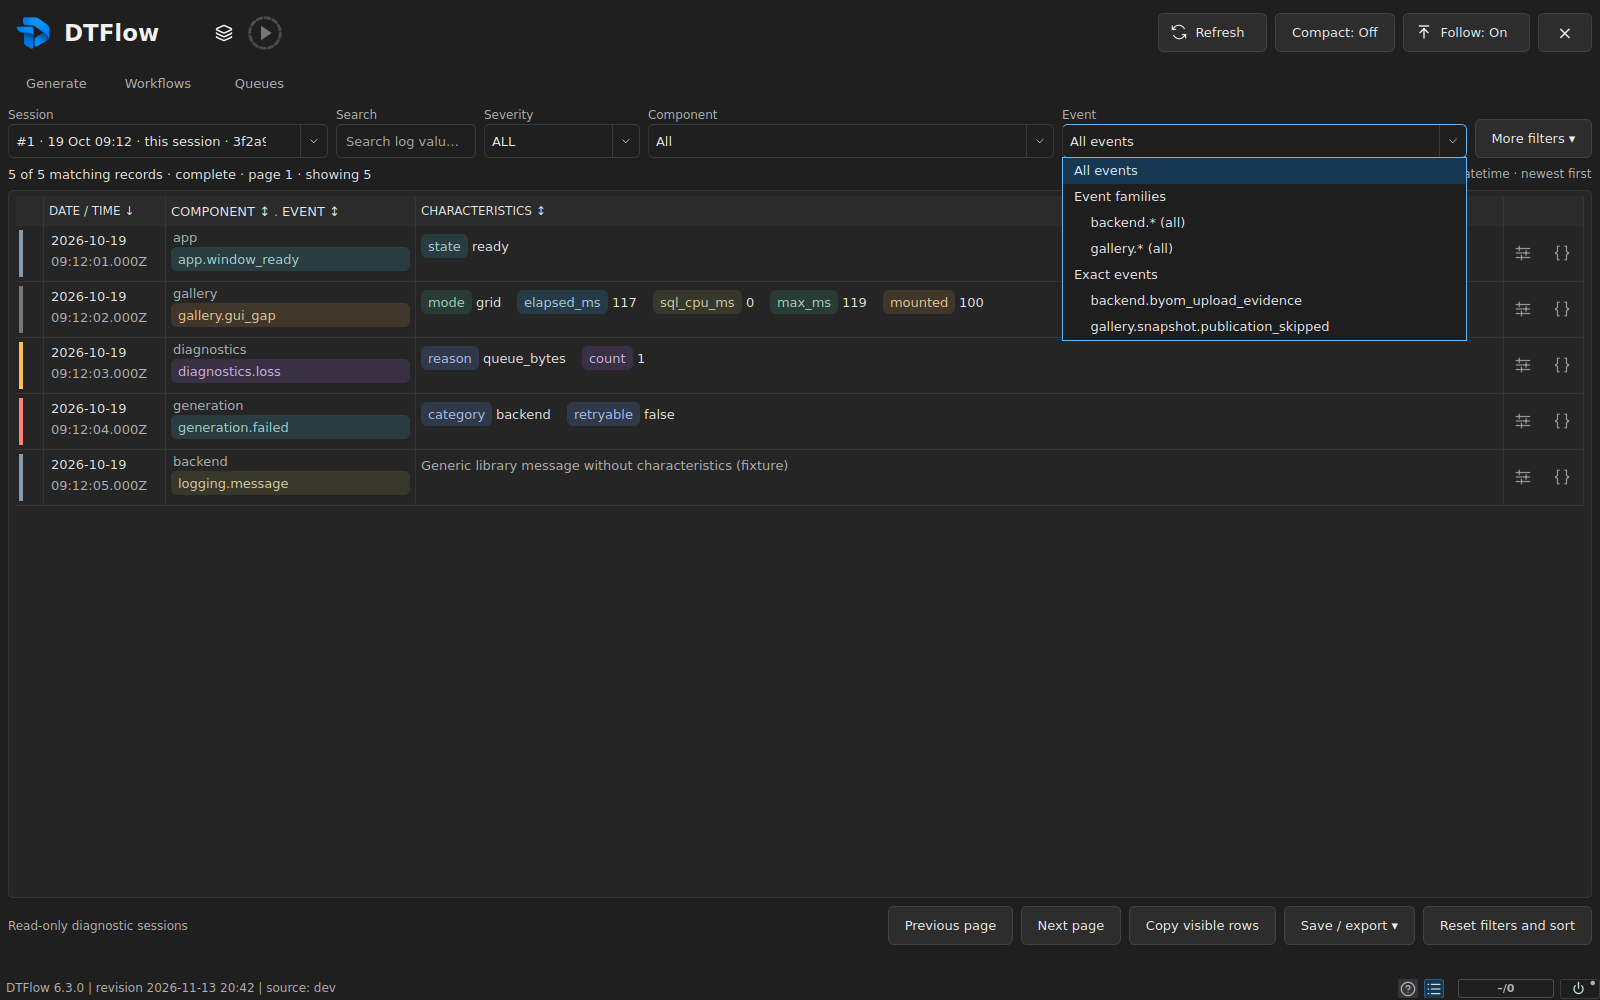 DTFlow
Refresh
Compact: Off
Follow: On
Generate
Workflows
Queues
Session
Search
Severity
Component
Event
#1 · 19 Oct 09:12 · this session · 3f2a9
Search log valu...
ALL
All
All events
More filters ▾
5 of 5 matching records · complete · page 1 · showing 5
newest first
All events
Event families
backend.* (all)
gallery.* (all)
Exact events
backend.byom_upload_evidence
gallery.snapshot.publication_skipped
DATE / TIME ↓
COMPONENT ↕ . EVENT ↕
CHARACTERISTICS ↕
2026-10-19
09:12:01.000Z
app
app.window_ready
state ready
{}
2026-10-19
09:12:02.000Z
gallery
gallery.gui_gap
mode grid elapsed_ms 117 sql_cpu_ms 0 max_ms 119 mounted 100
{}
2026-10-19
09:12:03.000Z
diagnostics
diagnostics.loss
reason queue_bytes count 1
{}
2026-10-19
09:12:04.000Z
generation
generation.failed
category backend retryable false
{}
2026-10-19
09:12:05.000Z
backend
logging.message
Generic library message without characteristics (fixture)
{}
Read-only diagnostic sessions
Previous page
Next page
Copy visible rows
Save / export ▾
Reset filters and sort
DTFlow 6.3.0 | revision 2026-11-13 20:42 | source: dev
–/0